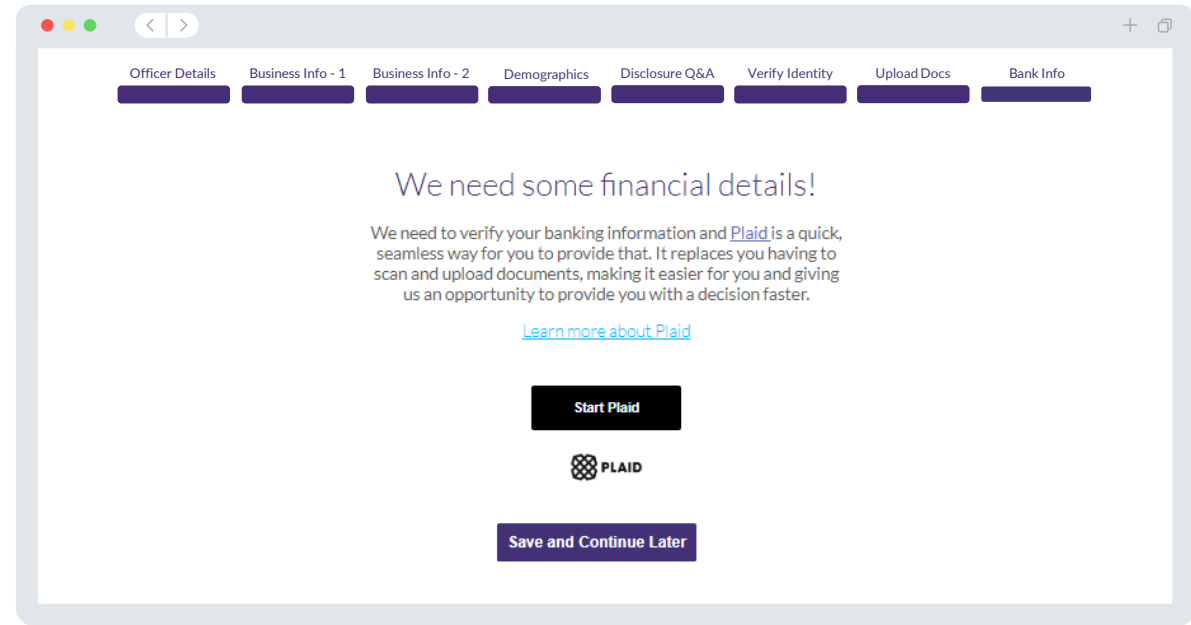 Officer Details
Business Info - 1
Business Info - 2
Demographics
Disclosure Q&A
Verify Identity
Upload Docs
Bank Info
We need some financial details!
We need to verify your banking information and Plaid is a quick,
seamless way for you to provide that. It replaces you having to
scan and upload documents, making it easier for you and giving
us an opportunity to provide you with a decision faster.
Learn more about Plaid
Start Plaid
PLAID
Save and Continue Later